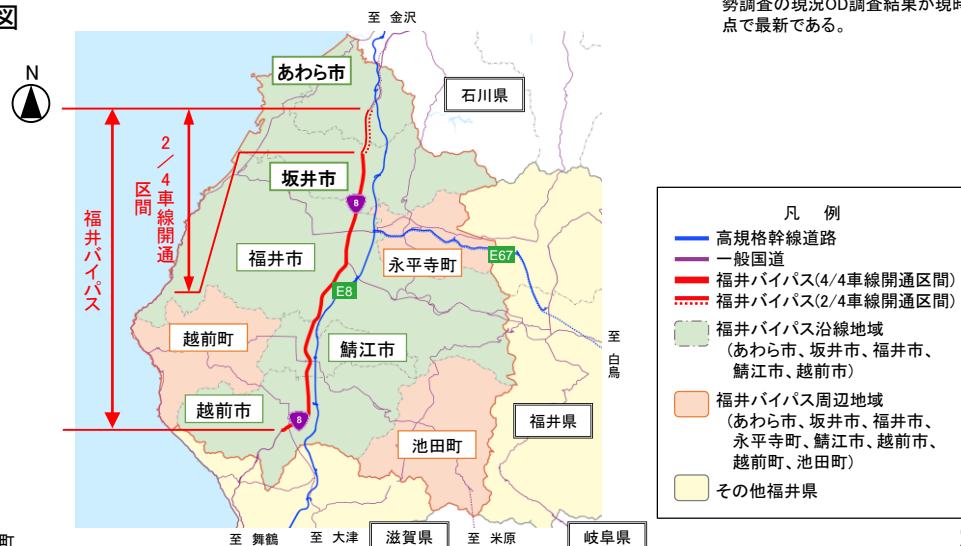 図
勢調査の現況OD調査結果が現時
点で最新である。
至 金沢
N
あわら市
石川県
2/4車線開通
区間
坂井市
8
福井バイパス
福井市
永平寺町
E67
E8
越前町
鯖江市
至 白鳥
越前市
8
福井県
池田町
至 舞鶴
至 大津
滋賀県
至 米原
岐阜県
町
凡 例
高規格幹線道路
一般国道
福井バイパス(4/4車線開通区間)
福井バイパス(2/4車線開通区間)
福井バイパス沿線地域
(あわら市、坂井市、福井市、
鯖江市、越前市)
福井バイパス周辺地域
(あわら市、坂井市、福井市、
永平寺町、鯖江市、越前市、
越前町、池田町)
その他福井県